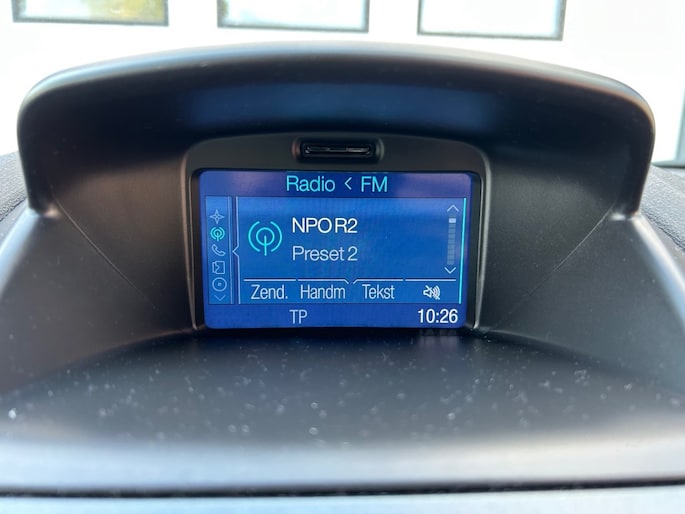 Radio < FM
NPO R2
Preset 2
Zend. Handm Tekst
TP 10:26